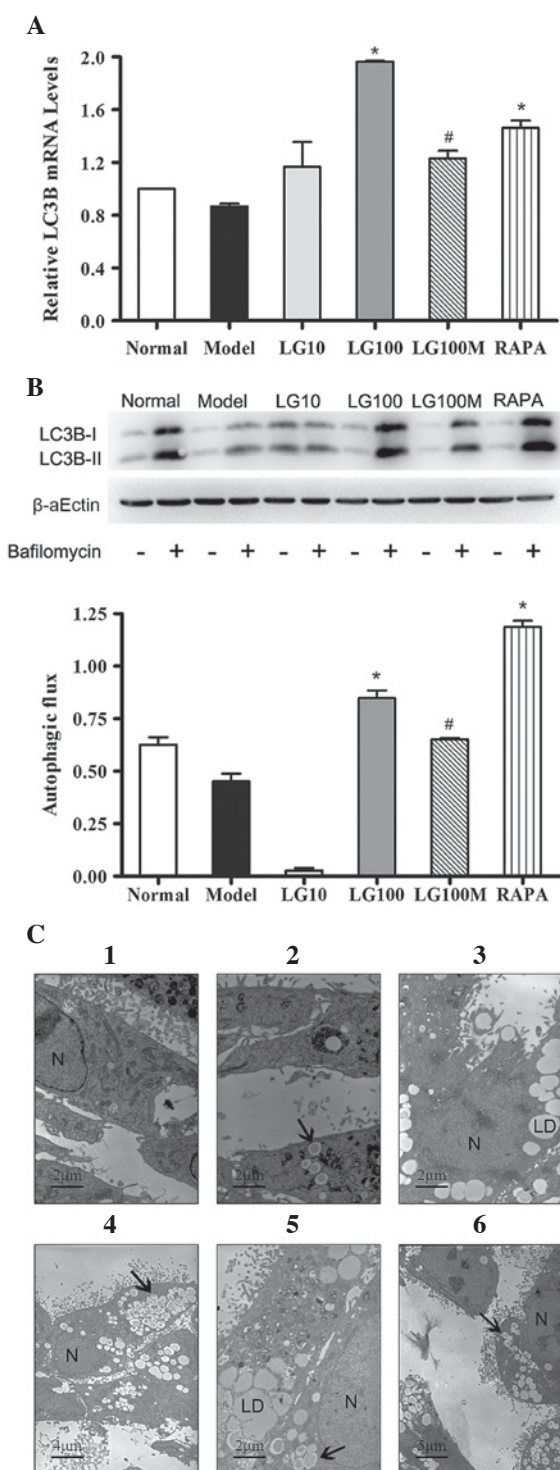 A
Relative LC3B mRNA Levels
2.0
1.6
1.2
0.8
0.4
0.0
*
#
*
Normal Model LG10 LG100 LG100M RAPA
B
Normal Model LG10 LG100 LG100M RAPA
LC3B-I
LC3B-II
β-aEctin
Bafilomycin - + - + - + - + - + - +
Autophagic flux
1.25
1.00
0.75
0.50
0.25
0.00
*
#
*
Normal Model LG10 LG100 LG100M RAPA
C
1 2 3
N
2μm
2μm
N
LD
2μm
4 5 6
N
4μm
LD
N
2μm
N
5μm